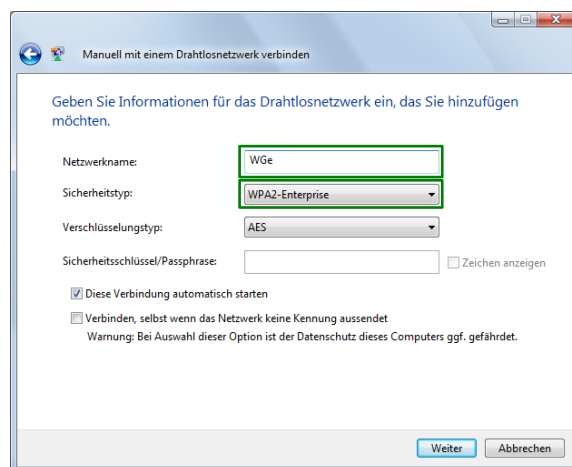 Manuell mit einem Drahtlosnetzwerk verbinden
Geben Sie Informationen für das Drahtlosnetzwerk ein, das Sie hinzufügen
möchten.
Netzwerkname:
WGe
Sicherheitstyp:
WPA2-Enterprise
Verschlüsselungstyp:
AES
Sicherheitsschlüssel/Passphrase:
Zeichen anzeigen
Diese Verbindung automatisch starten
Verbinden, selbst wenn das Netzwerk keine Kennung aussendet
Warnung: Bei Auswahl dieser Option ist der Datenschutz dieses Computers ggf. gefährdet.
Weiter
Abbrechen